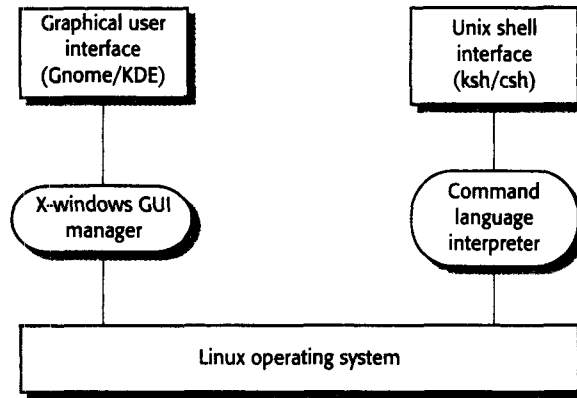 Graphical user
interface
(Gnome/KDE)
Unix shell
interface
(ksh/csh)
X-windows GUI
manager
Command
language
interpreter
Linux operating system